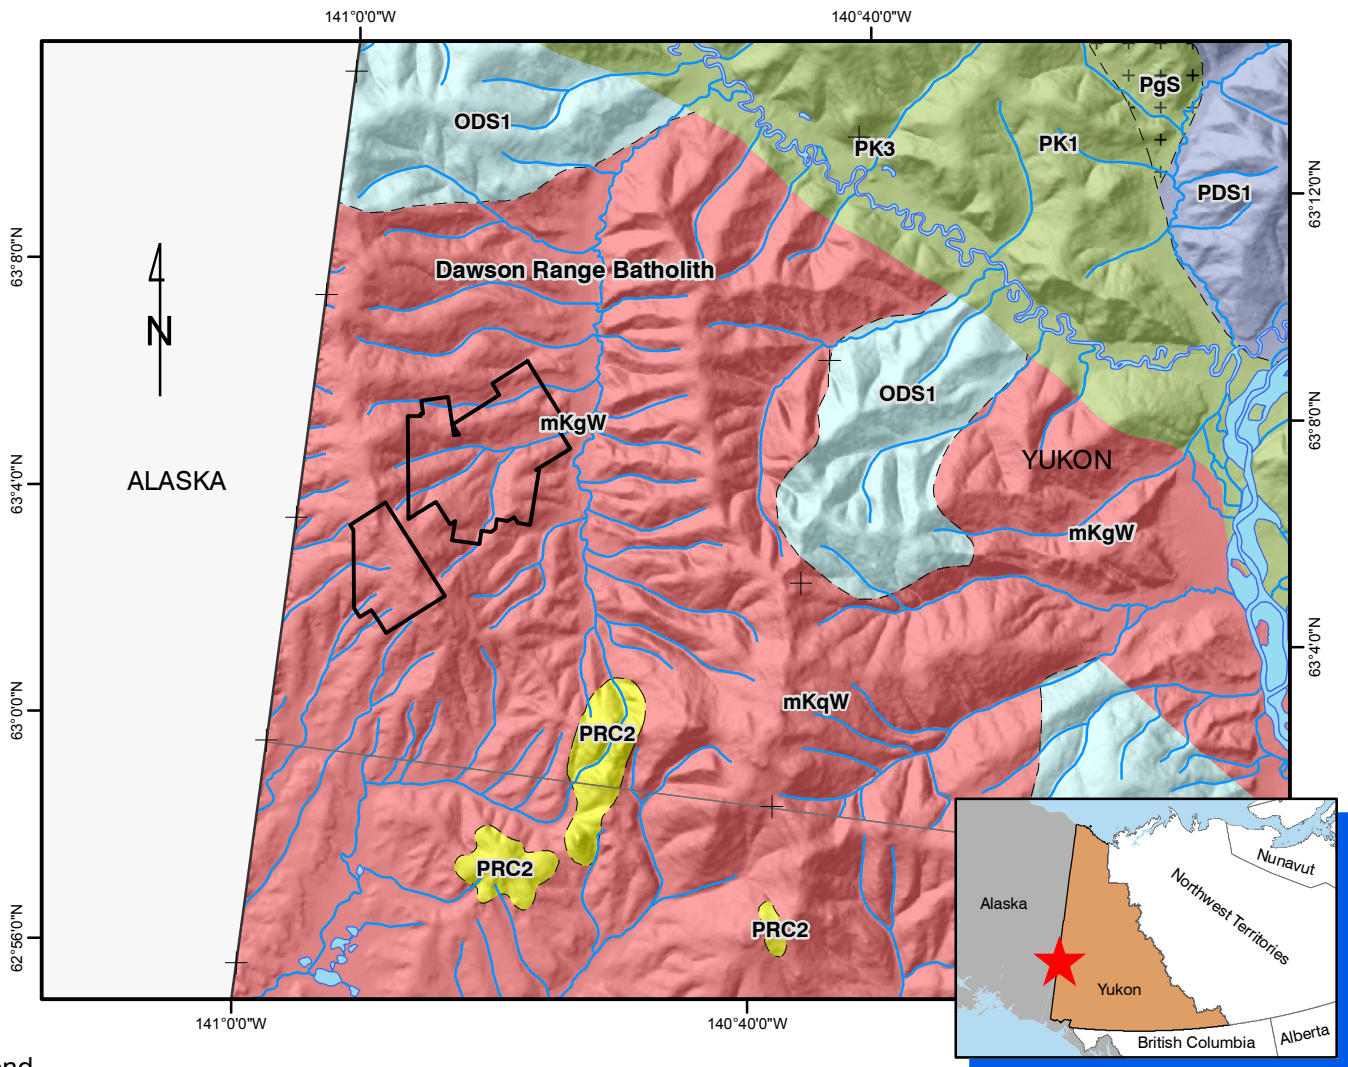 141°0'0"W
140°40'0"W
ODS1
PgS
PK3
PK1
PDS1
63°12'0"N
63°8'0"N
Dawson Range Batholith
N
ODS1
mKgW
63°8'0"N
YUKON
ALASKA
63°4'0"N
mKgW
63°4'0"N
mKqW
63°0'0"N
PRC2
PRC2
PRC2
62°56'0"N
141°0'0"W
140°40'0"W
Nunavut
Northwest Territories
Alaska
Yukon
British Columbia
Alberta